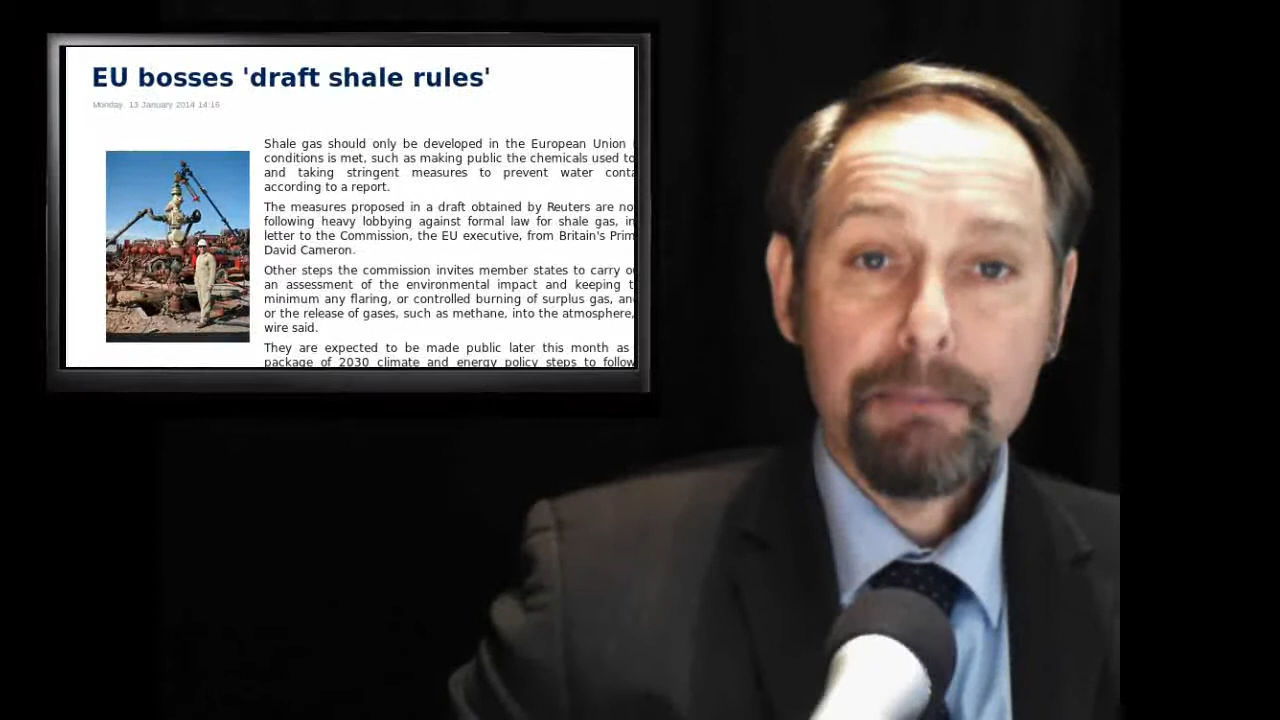 EU bosses 'draft shale rules'
Monday, 13 January 2014 14:16
Shale gas should only be developed in the European Union
conditions is met, such as making public the chemicals used to
and taking stringent measures to prevent water
according to a report.
The measures proposed in a draft obtained by Reuters are
following heavy lobbying against formal law for shale gas,
letter to the Commission, the EU executive, from Britain's
David Cameron.
Other steps the commission invites member states to carry
an assessment of the environmental impact and keeping
minimum any flaring, or controlled burning of surplus gas,
or the release of gases, such as methane, into the atmosphere,
wire said.
They are expected to be made public later this month as
package of 2030 climate and energy policy steps to